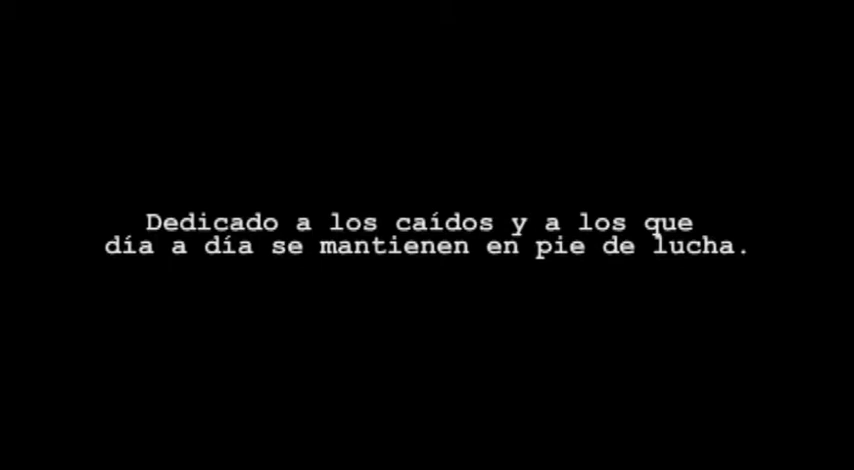 Dedicado a los caídos y a los que
día a día se mantienen en pie de lucha.